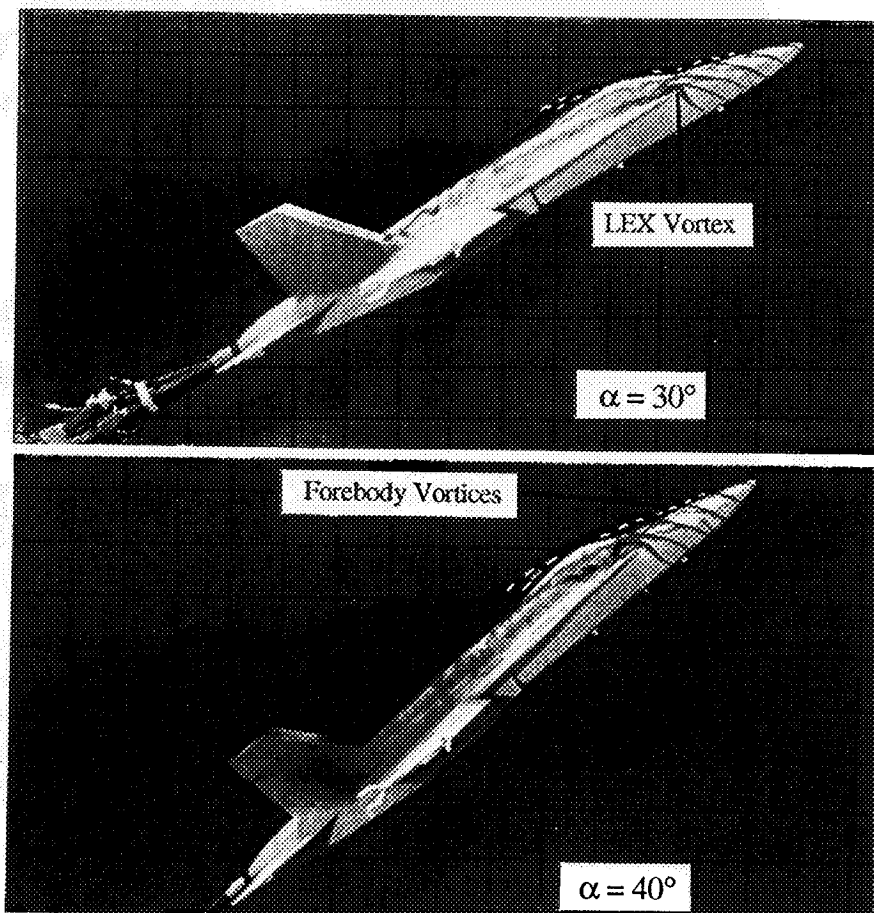 LEX Vortex
α = 30°
Forebody Vortices
α = 40°